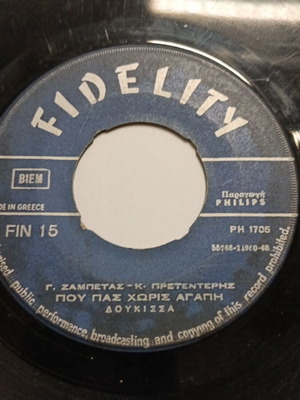 FIDELITY
BIEM
Παραγωγή
PHILIPS
DE IN GREECE
FIN 15
PH 1705
Γ. ΖΑΜΠΕΤΑΣ - Κ. ΠΡΕΤΕΝΤΕΡΗΣ
ΠΟΥ ΠΑΣ ΧΩΡΙΣ ΑΓΑΠΗ
ΔΟΥΚΙΣΣΑ
public performance, broadcasting and copying of this record